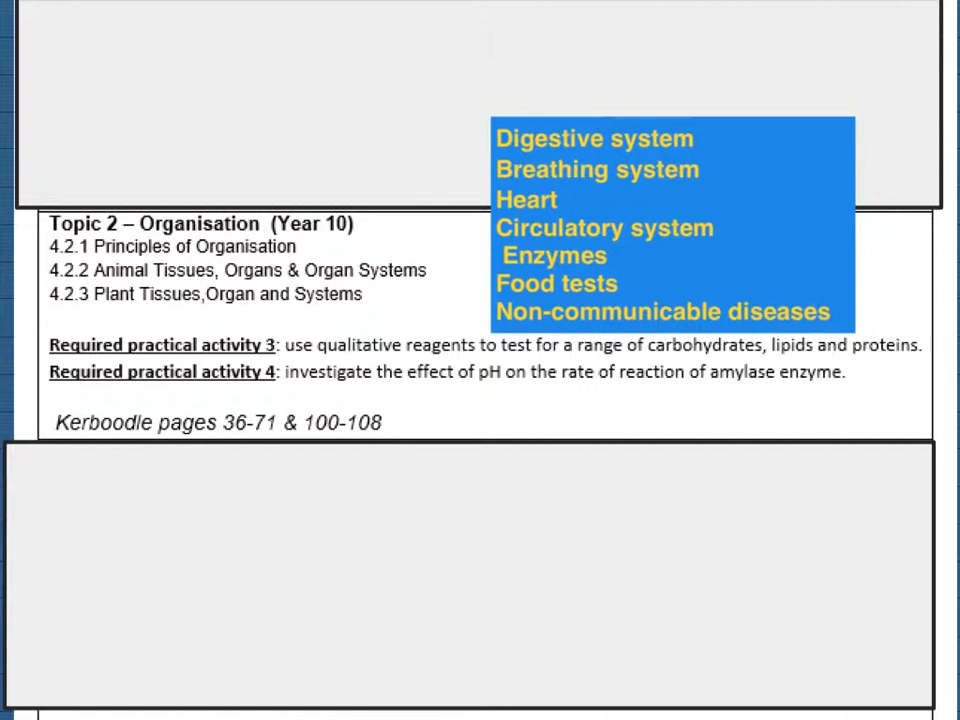 Digestive system
Breathing system
Heart
Circulatory system
Enzymes
Food tests
Non-communicable diseases
Topic 2 – Organisation (Year 10)
4.2.1 Principles of Organisation
4.2.2 Animal Tissues, Organs & Organ Systems
4.2.3 Plant Tissues,Organ and Systems
Required practical activity 3: use qualitative reagents to test for a range of carbohydrates, lipids and proteins.
Required practical activity 4: investigate the effect of pH on the rate of reaction of amylase enzyme.
Kerboodle pages 36-71 & 100-108